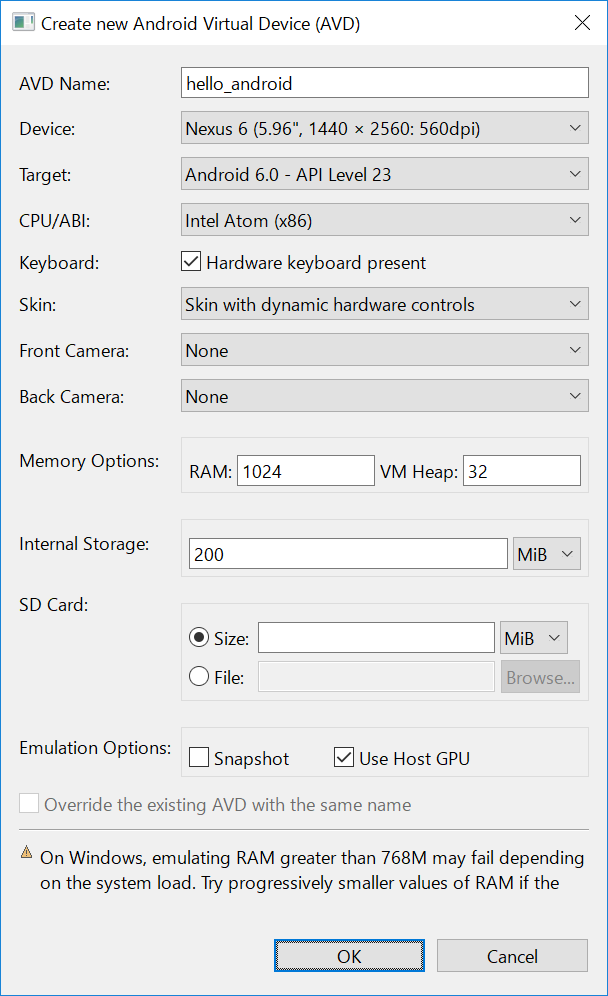 Create new Android Virtual Device (AVD)
AVD Name: hello_android
Device: Nexus 6 (5.96", 1440 × 2560: 560dpi)
Target: Android 6.0 - API Level 23
CPU/ABI: Intel Atom (x86)
Keyboard: Hardware keyboard present
Skin: Skin with dynamic hardware controls
Front Camera: None
Back Camera: None
Memory Options: RAM: 1024 VM Heap: 32
Internal Storage: 200 MiB
SD Card:
Size: MiB
File: Browse...
Emulation Options: Snapshot Use Host GPU
Override the existing AVD with the same name
On Windows, emulating RAM greater than 768M may fail depending
on the system load. Try progressively smaller values of RAM if the
OK Cancel